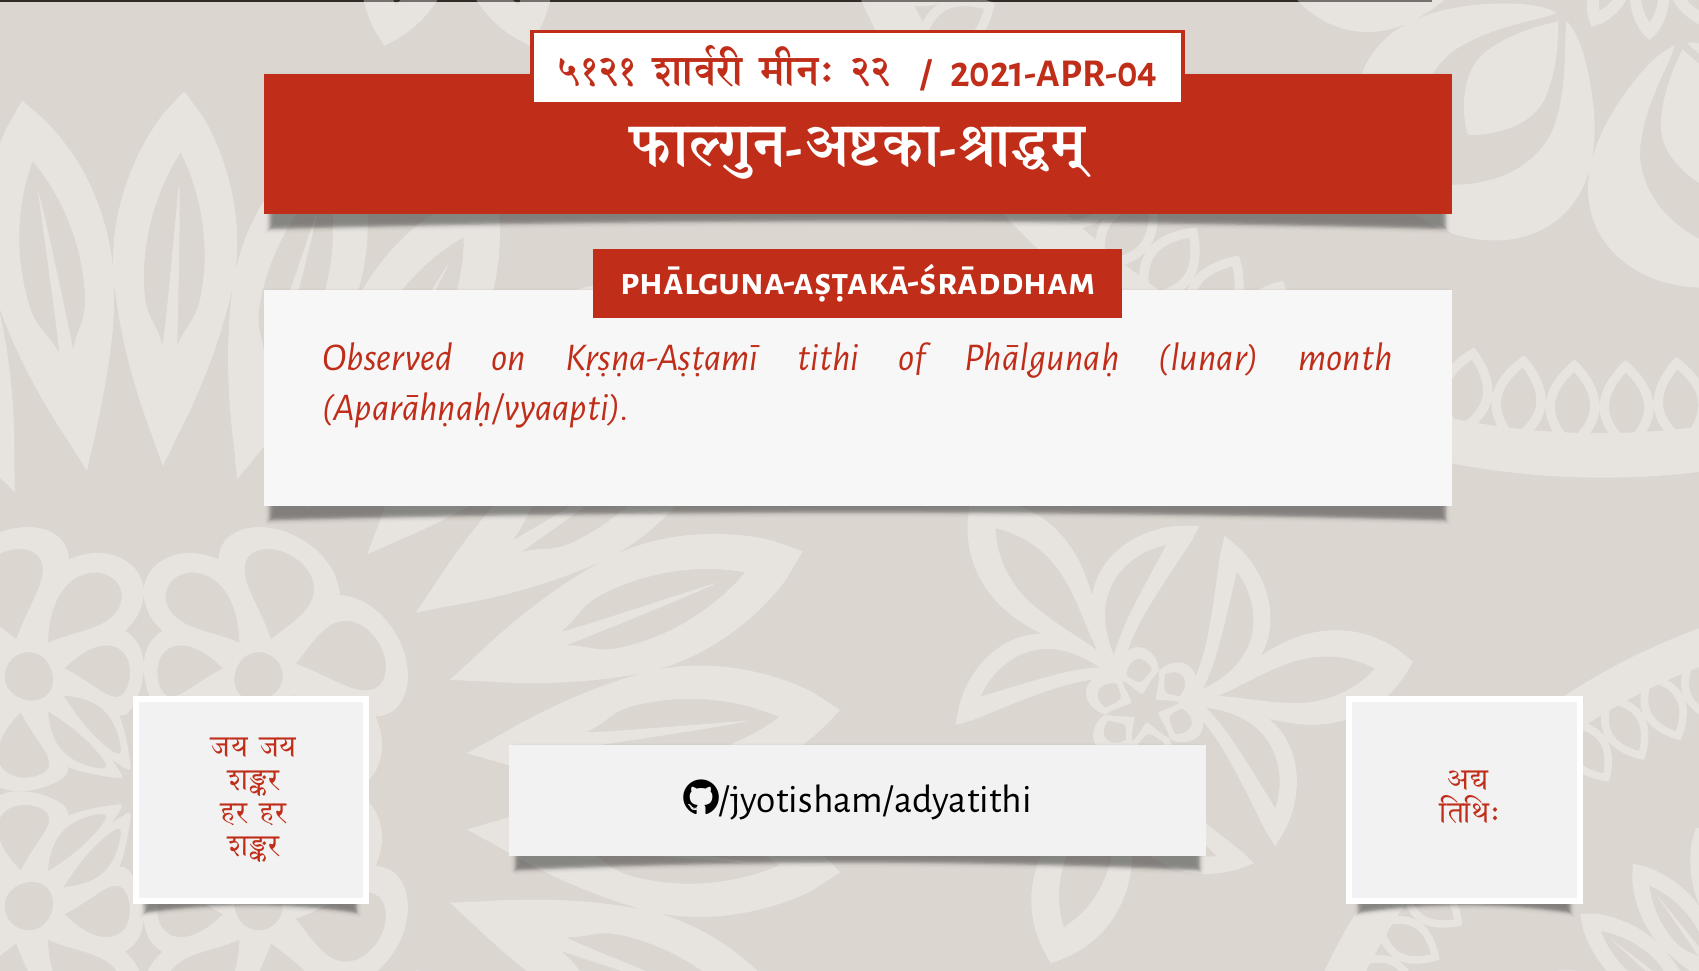 ५१२१ शार्वरी मीनः २२ / 2021-APR-04
फाल्गुन-अष्टका-श्राद्धम्
PHĀLGUNA-AṢṬAKĀ-ŚRĀDDHAM
Observed on Kṛṣṇa-Aṣṭamī tithi of Phālgunaḥ (lunar) month
(Aparāhṇaḥ/vyaapti).
जय जय
शङ्कर
हर हर
शङ्कर
/jyotisham/adyatithi
अद्य
तिथिः